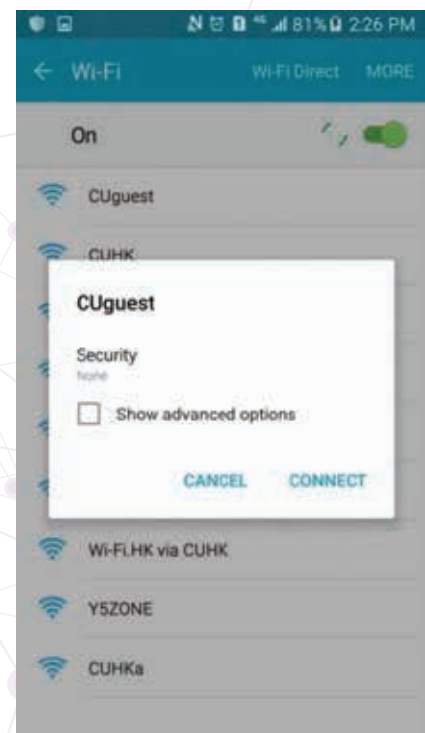 4G 81% 2:26 PM
Wi-Fi Wi-Fi Direct MORE
On
CUguest
CUHK
CUguest
Security
None
Show advanced options
CANCEL CONNECT
Wi-Fi.HK via CUHK
Y5ZONE
CUHKa